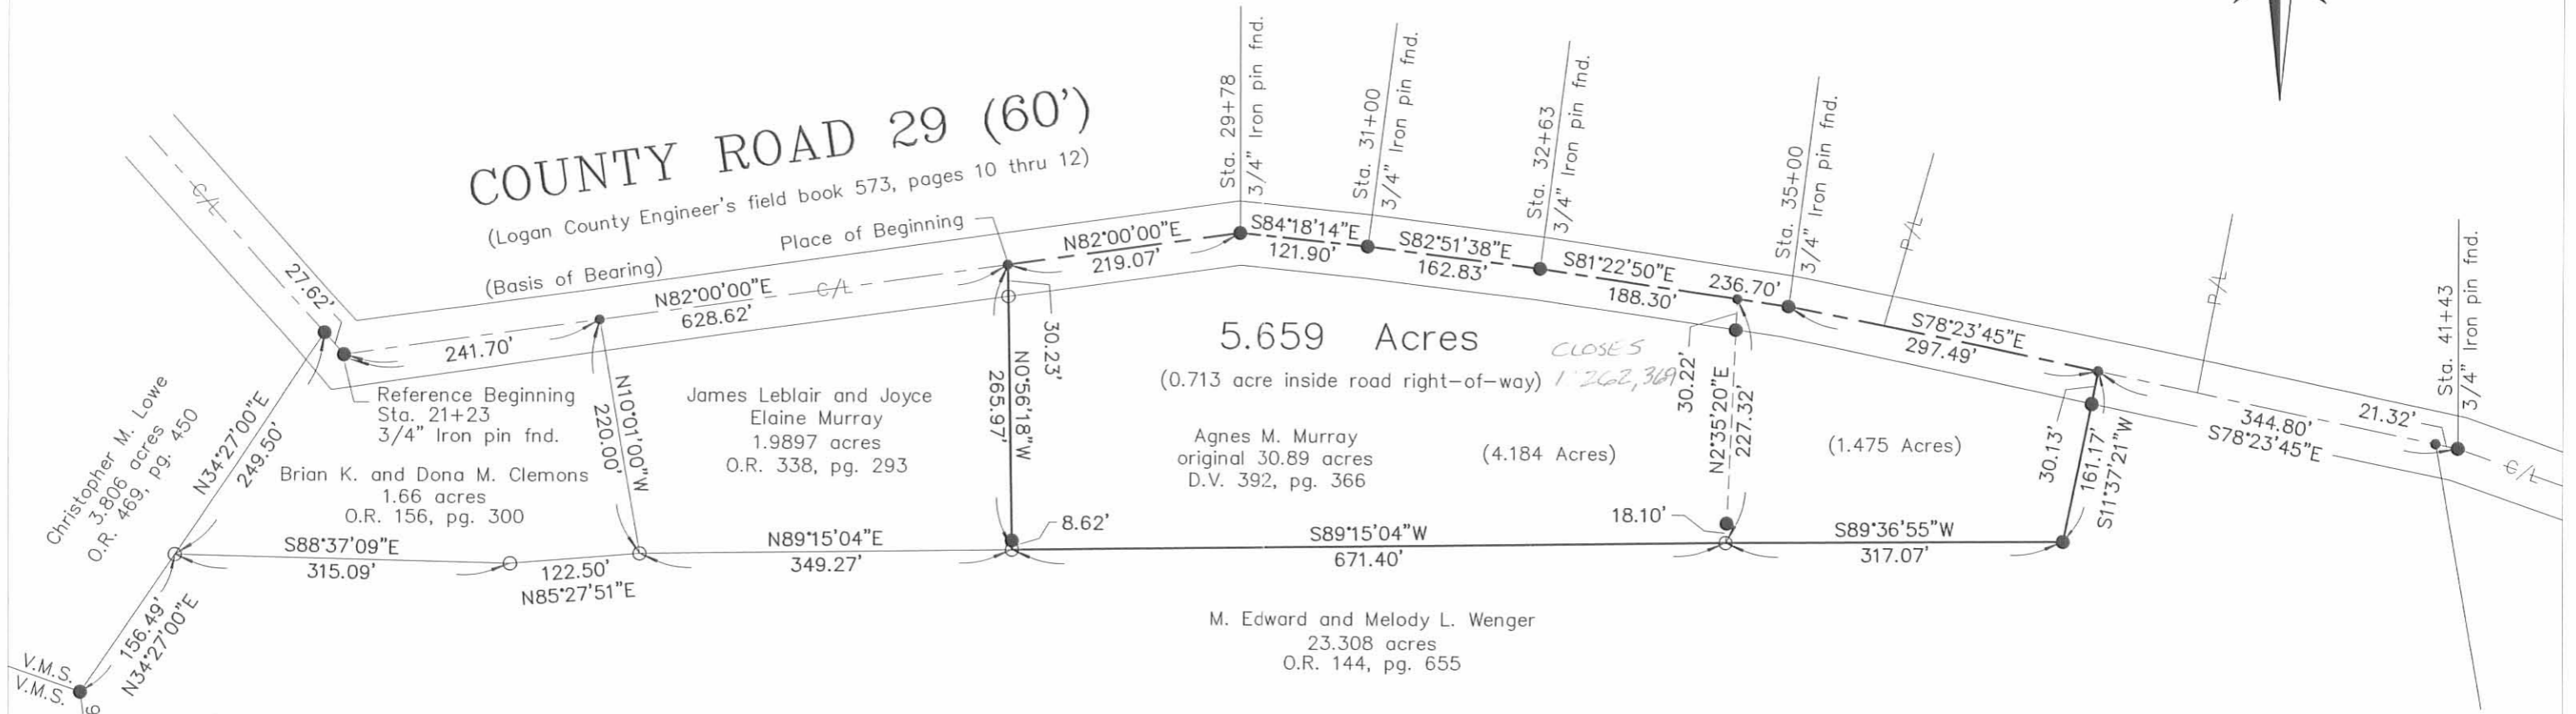 COUNTY ROAD 29 (60')
(Logan County Engineer's field book 573, pages 10 thru 12)
Place of Beginning
(Basis of Bearing)
C/L
27.62'
N82°00'00"E
C/L
628.62'
241.70'
N82°00'00"E
219.07'
Sta. 29+78
3/4" Iron pin fnd.
S84°18'14"E
121.90'
Sta. 31+00
3/4" Iron pin fnd.
S82°51'38"E
162.83'
Sta. 32+63
3/4" Iron pin fnd.
S81°22'50"E
236.70'
188.30'
Sta. 35+00
3/4" Iron pin fnd.
P/L
S78°23'45"E
297.49'
P/L
Sta. 41+43
3/4" Iron pin fnd.
21.32'
344.80'
S78°23'45"E
C/L
Christopher M. Lowe
3.806 acres
O.R. 469, pg. 450
N34°27'00"E
249.50'
Reference Beginning
Sta. 21+23
3/4" Iron pin fnd.
Brian K. and Dona M. Clemons
1.66 acres
O.R. 156, pg. 300
N10°01'00"W
220.00'
James Leblair and Joyce
Elaine Murray
1.9897 acres
O.R. 338, pg. 293
30.23'
N0°56'18"W
265.97'
8.62'
5.659 Acres
(0.713 acre inside road right-of-way)
CLOSES
1:262,369
Agnes M. Murray
original 30.89 acres
D.V. 392, pg. 366
(4.184 Acres)
30.22'
N2°35'20"E
227.32'
18.10'
(1.475 Acres)
30.13'
161.17'
S11°37'21"W
S88°37'09"E
315.09'
122.50'
N85°27'51"E
N89°15'04"E
349.27'
S89°15'04"W
671.40'
S89°36'55"W
317.07'
156.49'
N34°27'00"E
V.M.S.
V.M.S.
M. Edward and Melody L. Wenger
23.308 acres
O.R. 144, pg. 655